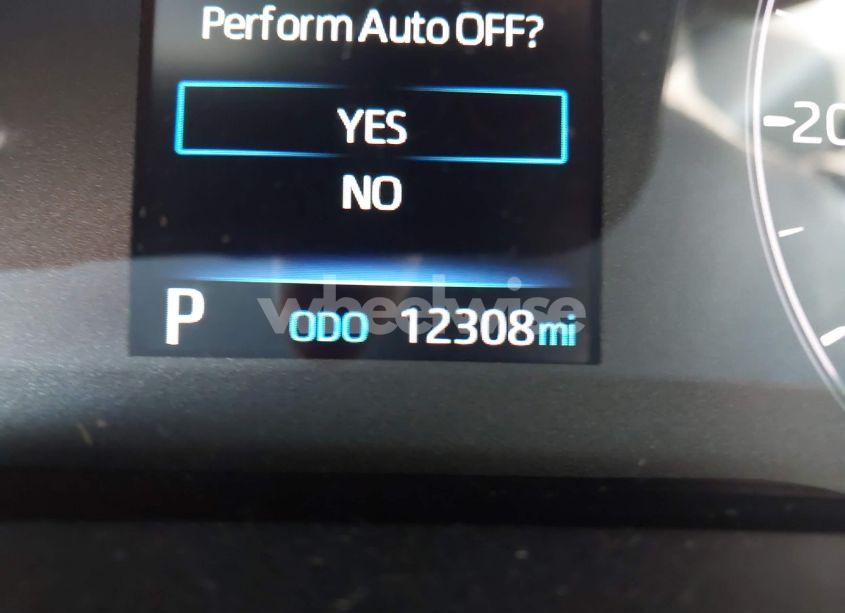 Perform Auto OFF?
YES
NO
20
wheelwise
P ODO 12308 mi